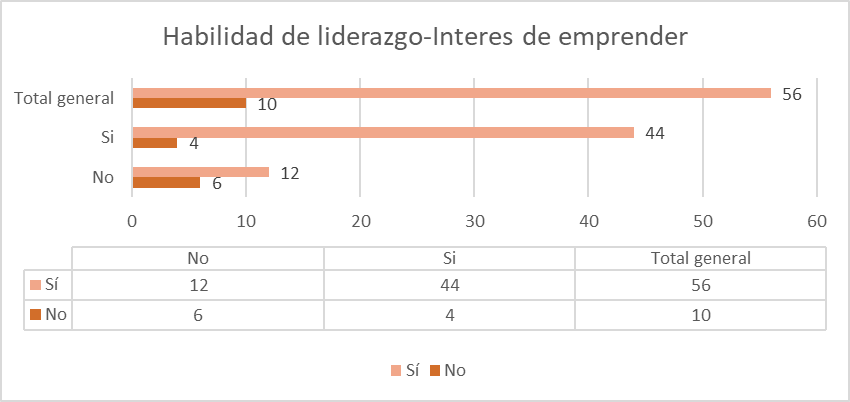 Habilidad de liderazgo-Interes de emprender
Total general 56
10
Si 44
4
No 12
6
0 10 20 30 40 50 60
No Si Total general
Sí 12 44 56
No 6 4 10
Sí No